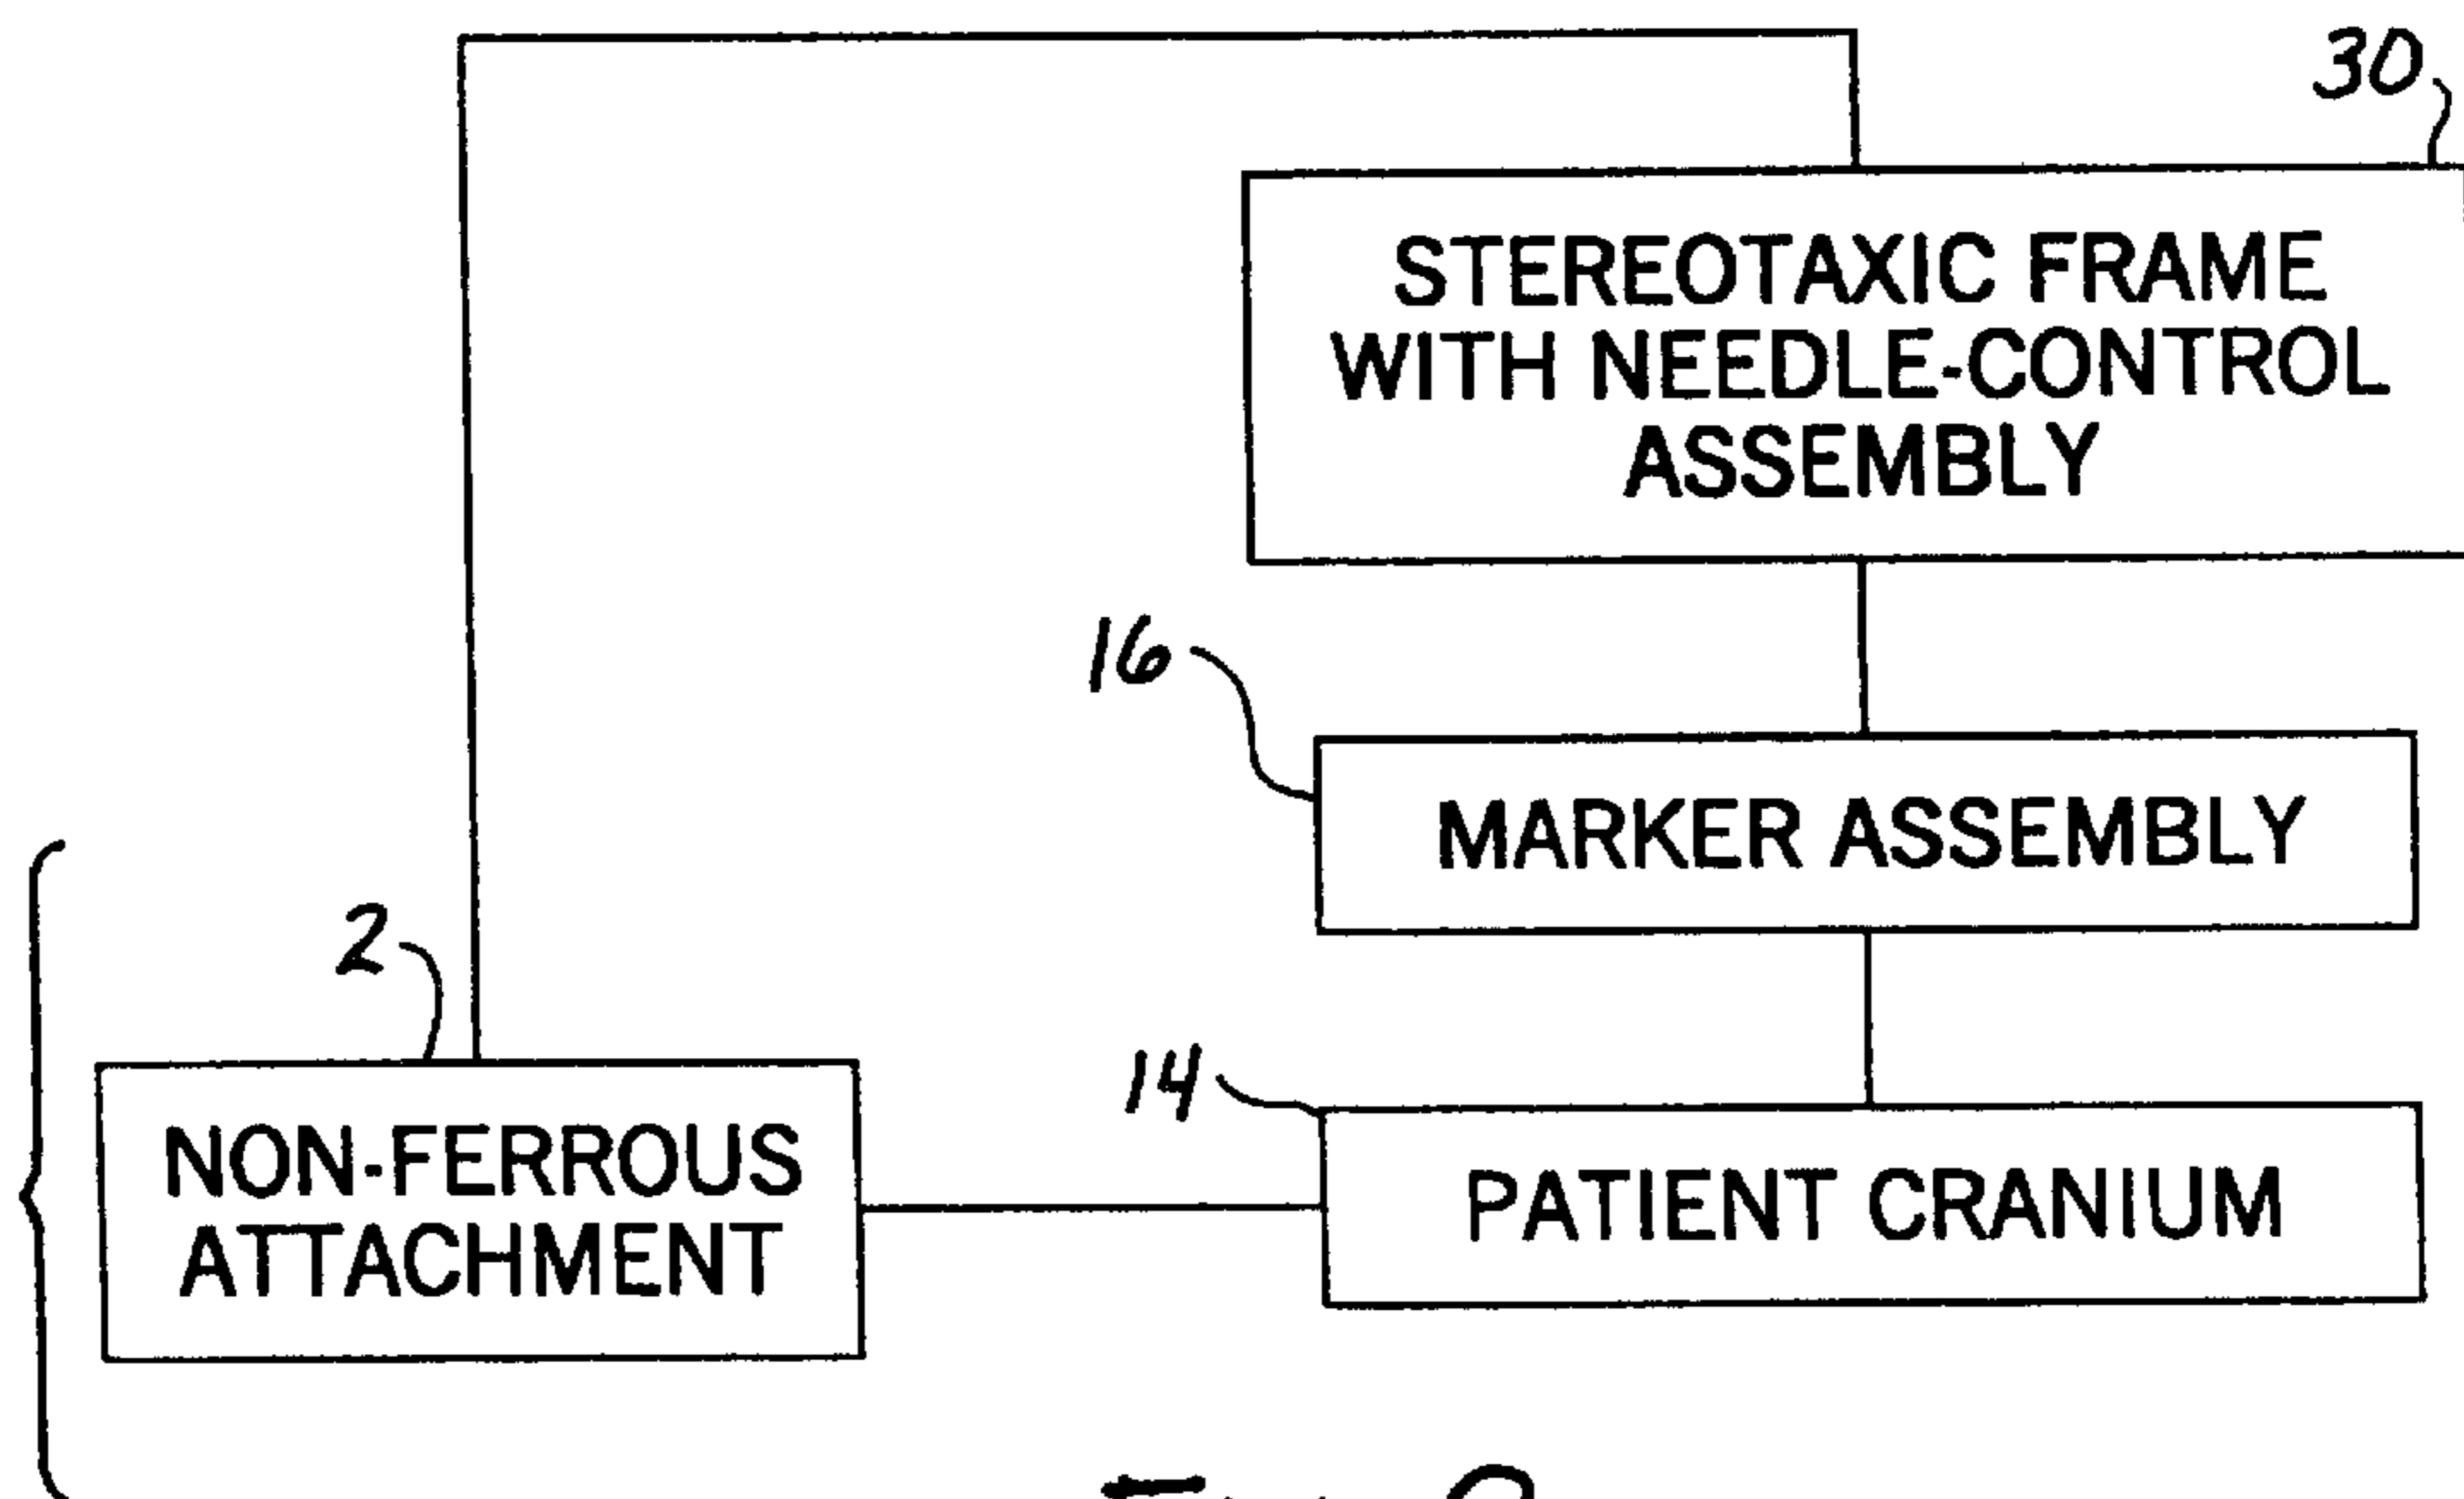 30
STEREOTAXIC FRAME
WITH NEEDLE-CONTROL
ASSEMBLY
16
MARKER ASSEMBLY
2
14
NON-FERROUS
ATTACHMENT
PATIENT CRANIUM